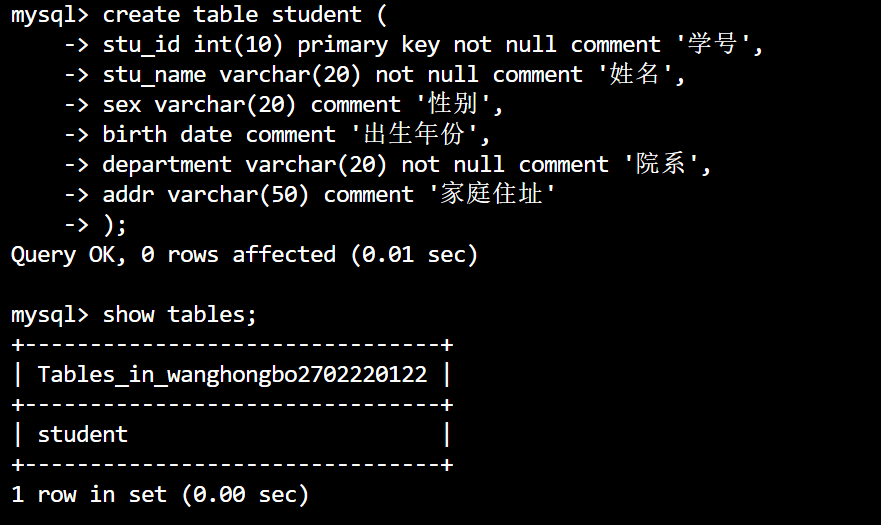 mysql> create table student (
    -> stu_id int(10) primary key not null comment '学号',
    -> stu_name varchar(20) not null comment '姓名',
    -> sex varchar(20) comment '性别',
    -> birth date comment '出生年份',
    -> department varchar(20) not null comment '院系',
    -> addr varchar(50) comment '家庭住址'
    -> );
Query OK, 0 rows affected (0.01 sec)

mysql> show tables;
+--------------------------------+
| Tables_in_wanghongbo2702220122 |
+--------------------------------+
| student                        |
+--------------------------------+
1 row in set (0.00 sec)